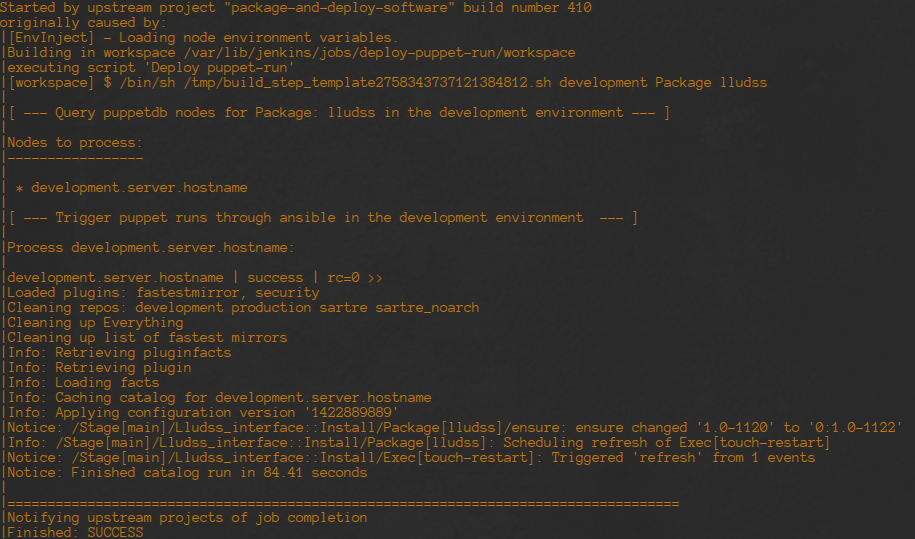 Started by upstream project "package-and-deploy-software" build number 410
originally caused by:
|[EnvInject] - Loading node environment variables.
|Building in workspace /var/lib/jenkins/jobs/deploy-puppet-run/workspace
|executing script 'Deploy puppet-run'
|[workspace] $ /bin/sh /tmp/build_step_template2758343737121384812.sh development Package lludss
|
|[ --- Query puppetdb nodes for Package: lludss in the development environment --- ]
|
|Nodes to process:
|-----------------
|
| * development.server.hostname
|
|[ --- Trigger puppet runs through ansible in the development environment  --- ]
|
|Process development.server.hostname:
|
|development.server.hostname | success | rc=0 >>
|Loaded plugins: fastestmirror, security
|Cleaning repos: development production sartre sartre_noarch
|Cleaning up Everything
|Cleaning up list of fastest mirrors
|Info: Retrieving pluginfacts
|Info: Retrieving plugin
|Info: Loading facts
|Info: Caching catalog for development.server.hostname
|Info: Applying configuration version '1422889889'
|Notice: /Stage[main]/Lludss_interface::Install/Package[lludss]/ensure: ensure changed '1.0-1120' to '0:1.0-1122'
|Info: /Stage[main]/Lludss_interface::Install/Package[lludss]: Scheduling refresh of Exec[touch-restart]
|Notice: /Stage[main]/Lludss_interface::Install/Exec[touch-restart]: Triggered 'refresh' from 1 events
|Notice: Finished catalog run in 84.41 seconds
|
|====================================================================================
|Notifying upstream projects of job completion
|Finished: SUCCESS